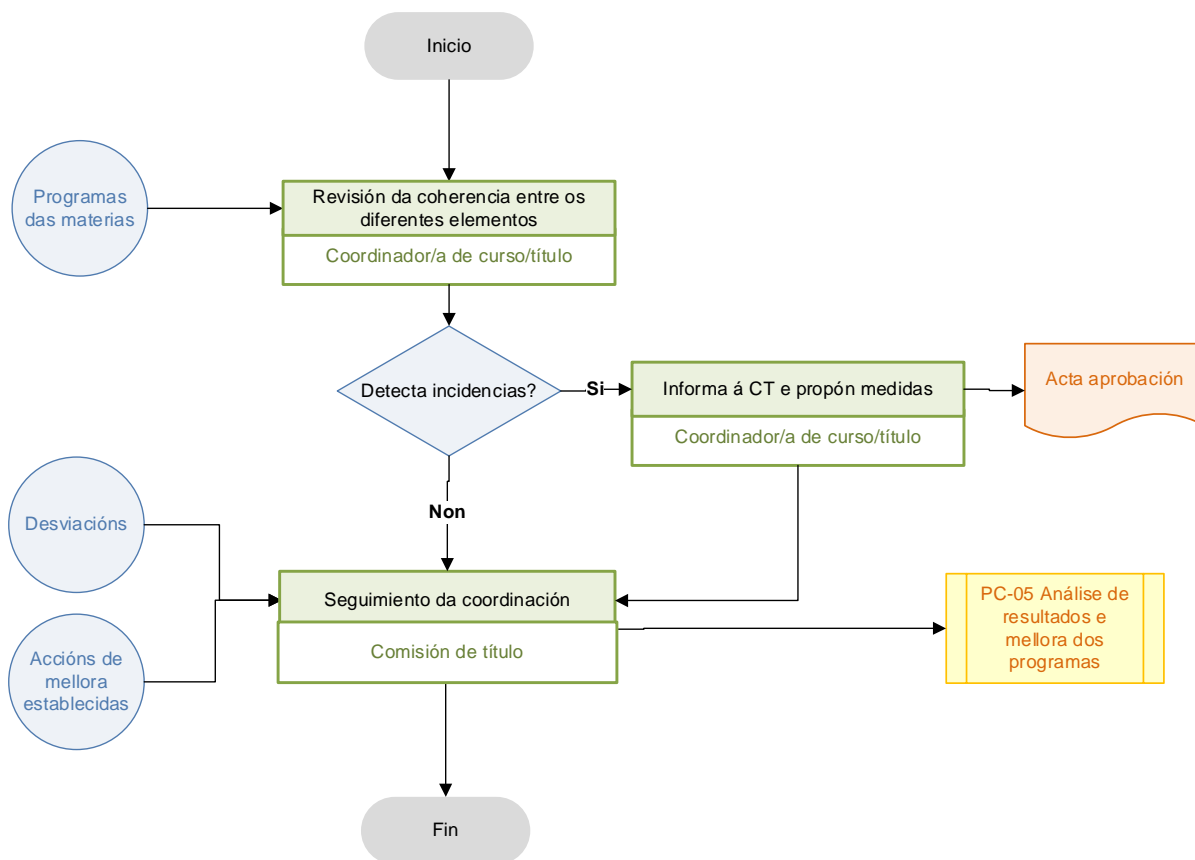 Inicio
Programas
das materias
Revisión da coherencia entre os
diferentes elementos
Coordinador/a de curso/título
Detecta incidencias?
Si
Informa á CT e propón medidas
Coordinador/a de curso/título
Acta aprobación
Non
Desviacións
Seguimiento da coordinación
Comisión de título
Accións de
mellora
establecidas
PC-05 Análise de
resultados e
mellora dos
programas
Fin